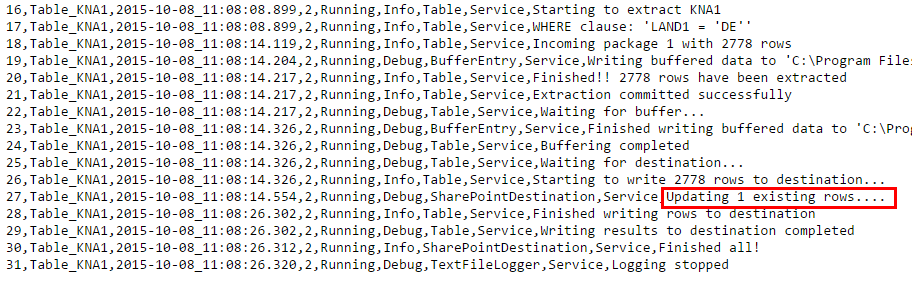 16,Table_KNA1,2015-10-08_11:08:08.899,2,Running,Info,Table,Service,Starting to extract KNA1
17,Table_KNA1,2015-10-08_11:08:08.899,2,Running,Info,Table,Service,WHERE clause: 'LAND1 = 'DE''
18,Table_KNA1,2015-10-08_11:08:14.119,2,Running,Info,Table,Service,Incoming package 1 with 2778 rows
19,Table_KNA1,2015-10-08_11:08:14.204,2,Running,Debug,BufferEntry,Service,Writing buffered data to 'C:\Program Files
20,Table_KNA1,2015-10-08_11:08:14.217,2,Running,Info,Table,Service,Finished!! 2778 rows have been extracted
21,Table_KNA1,2015-10-08_11:08:14.217,2,Running,Info,Table,Service,Extraction committed successfully
22,Table_KNA1,2015-10-08_11:08:14.217,2,Running,Debug,Table,Service,Waiting for buffer...
23,Table_KNA1,2015-10-08_11:08:14.326,2,Running,Debug,BufferEntry,Service,Finished writing buffered data to 'C:\Prog
24,Table_KNA1,2015-10-08_11:08:14.326,2,Running,Debug,Table,Service,Buffering completed
25,Table_KNA1,2015-10-08_11:08:14.326,2,Running,Debug,Table,Service,Waiting for destination...
26,Table_KNA1,2015-10-08_11:08:14.326,2,Running,Info,Table,Service,Starting to write 2778 rows to destination...
27,Table_KNA1,2015-10-08_11:08:14.554,2,Running,Debug,SharePointDestination,Service,Updating 1 existing rows....
28,Table_KNA1,2015-10-08_11:08:26.302,2,Running,Info,Table,Service,Finished writing rows to destination
29,Table_KNA1,2015-10-08_11:08:26.302,2,Running,Debug,Table,Service,Writing results to destination completed
30,Table_KNA1,2015-10-08_11:08:26.312,2,Running,Info,SharePointDestination,Service,Finished all!
31,Table_KNA1,2015-10-08_11:08:26.320,2,Running,Debug,TextFileLogger,Service,Logging stopped